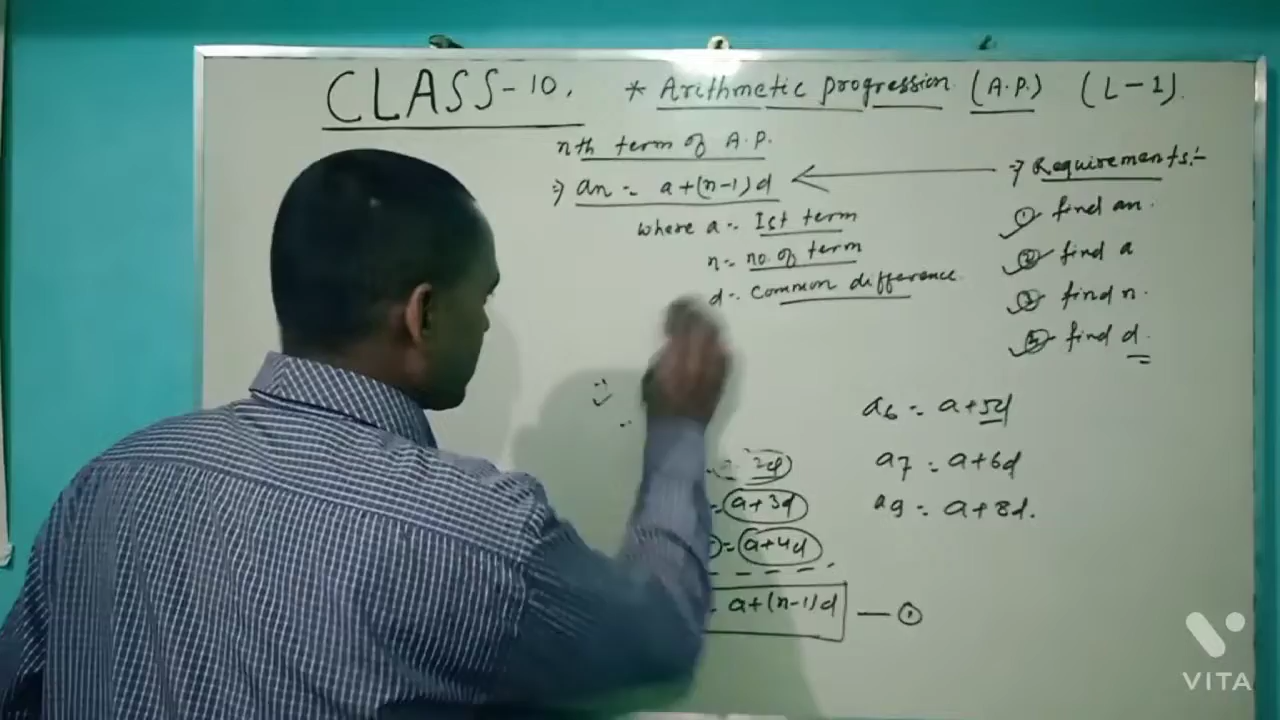 CLASS-10. * Arithmetic progression (A.P.) (L-1).
nth term of A.P.
⇒ an = a+(n-1)d
where a = Ist term
n = no. of term
d = Common difference
⇒ Requirements:-
① find an.
② find a
③ find n.
④ find d.
a6 = a+5d
a7 = a+6d
a9 = a+8d.
2d
= a+3d
= a+4d
= a+(n-1)d — ①
VITA